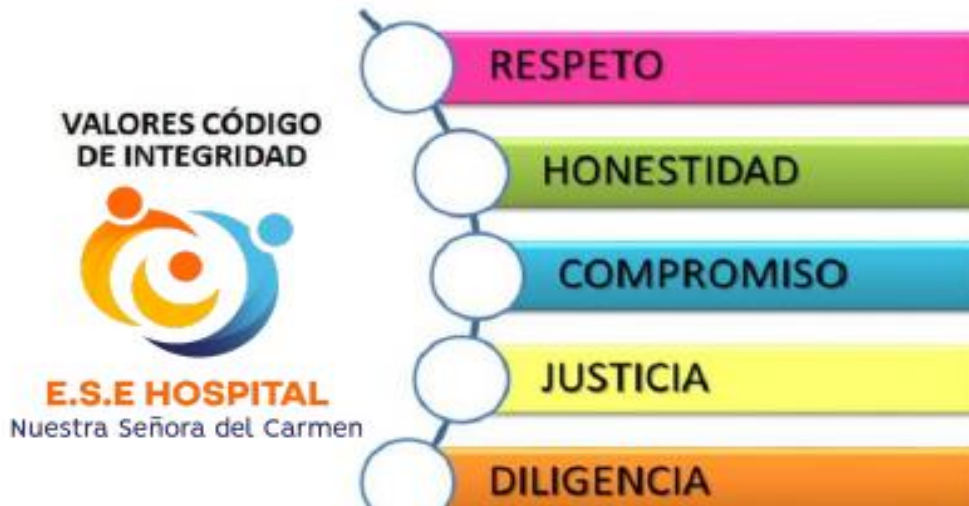 VALORES CÓDIGO
DE INTEGRIDAD
E.S.E HOSPITAL
Nuestra Señora del Carmen
RESPETO
HONESTIDAD
COMPROMISO
JUSTICIA
DILIGENCIA